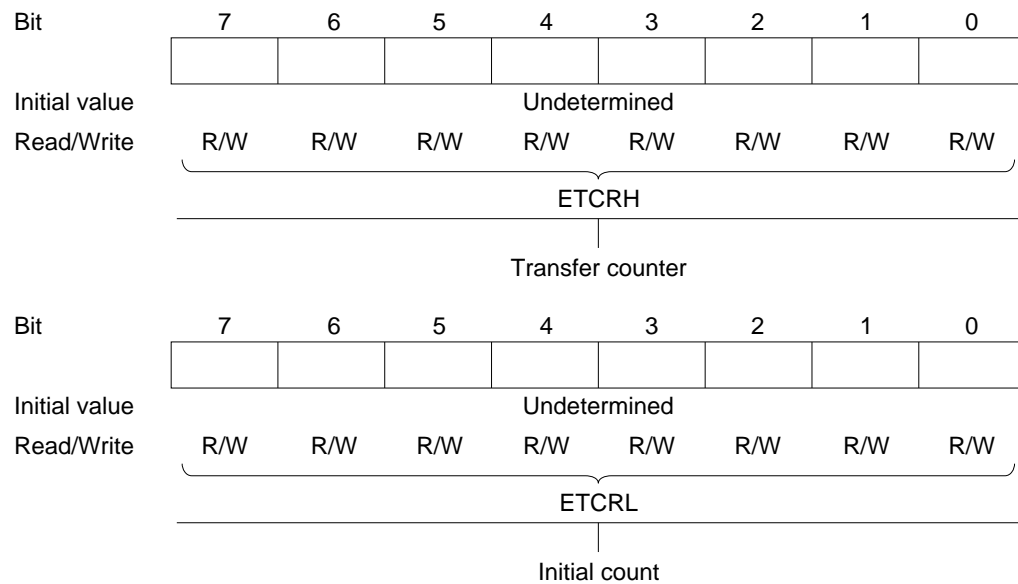 Bit 7 6 5 4 3 2 1 0
Initial value Undetermined
Read/Write R/W R/W R/W R/W R/W R/W R/W R/W
ETCRH
Transfer counter
Bit 7 6 5 4 3 2 1 0
Initial value Undetermined
Read/Write R/W R/W R/W R/W R/W R/W R/W R/W
ETCRL
Initial count